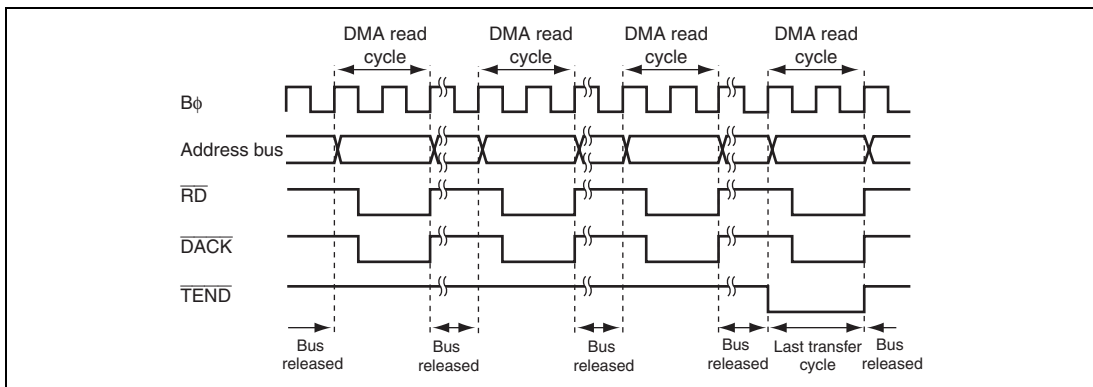 DMA read cycle
DMA read cycle
DMA read cycle
DMA read cycle
Bφ
Address bus
RD
DACK
TEND
Bus released
Bus released
Bus released
Bus released
Last transfer cycle
Bus released